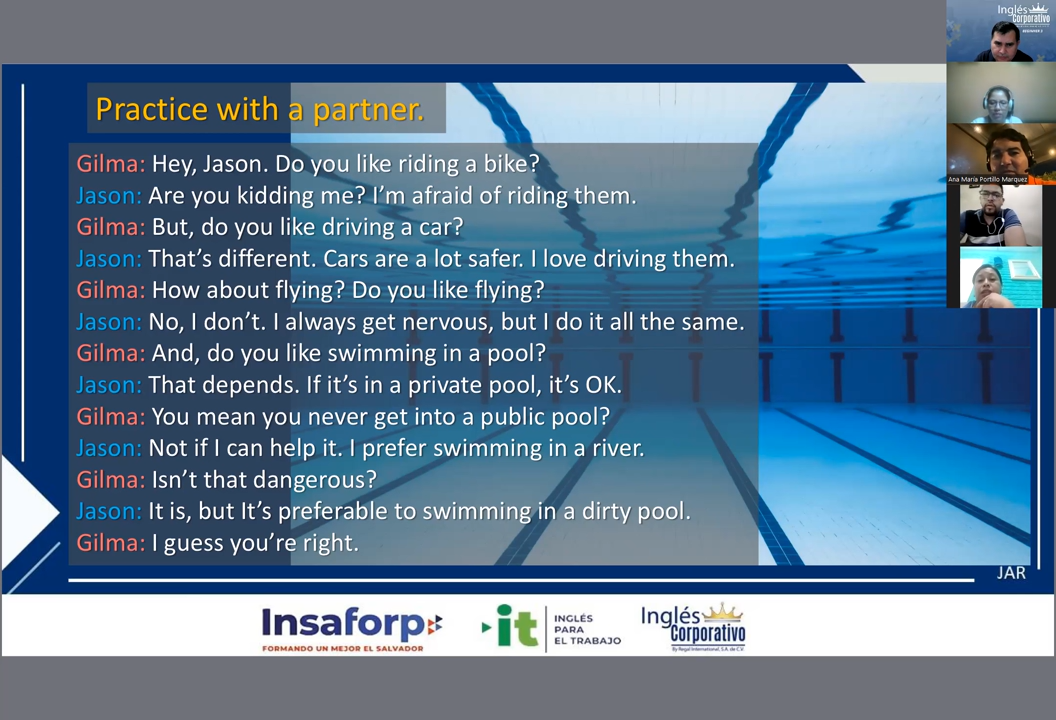 Inglés
Corporativo
BEGINNER 2
Practice with a partner.
Gilma: Hey, Jason. Do you like riding a bike?
Jason: Are you kidding me? I'm afraid of riding them.
Gilma: But, do you like driving a car?
Jason: That's different. Cars are a lot safer. I love driving them.
Gilma: How about flying? Do you like flying?
Jason: No, I don't. I always get nervous, but I do it all the same.
Gilma: And, do you like swimming in a pool?
Jason: That depends. If it's in a private pool, it's OK.
Gilma: You mean you never get into a public pool?
Jason: Not if I can help it. I prefer swimming in a river.
Gilma: Isn't that dangerous?
Jason: It is, but It's preferable to swimming in a dirty pool.
Gilma: I guess you're right.
Ana María Portillo Marquez
JAR
Insaforp
FORMANDO UN MEJOR EL SALVADOR
it
INGLÉS
PARA
EL TRABAJO
Inglés
Corporativo
By Regal International, S.A. de C.V.